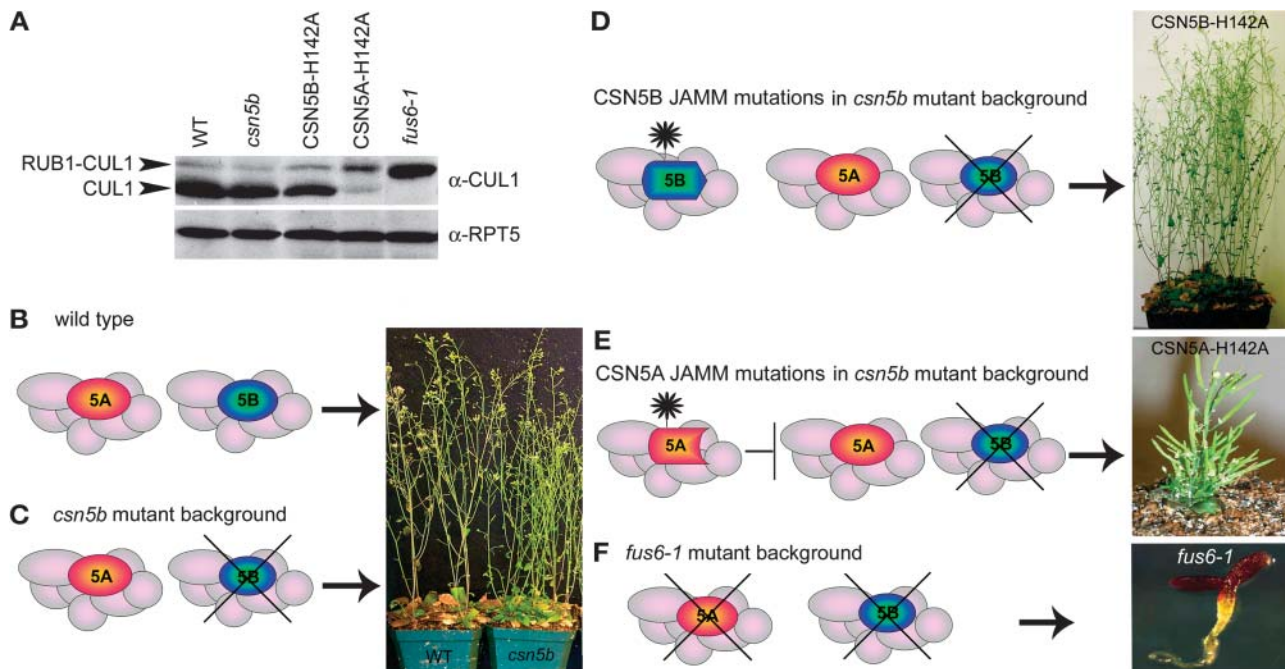 A
WT
csn5b
CSN5B-H142A
CSN5A-H142A
fus6-1
RUB1-CUL1
CUL1
α-CUL1
α-RPT5
B wild type
5A
5B
C csn5b mutant background
5A
5B
WT
csn5b
D
CSN5B-H142A
CSN5B JAMM mutations in csn5b mutant background
5B
5A
5B
E
CSN5A-H142A
CSN5A JAMM mutations in csn5b mutant background
5A
5A
5B
F fus6-1 mutant background
5A
5B
fus6-1